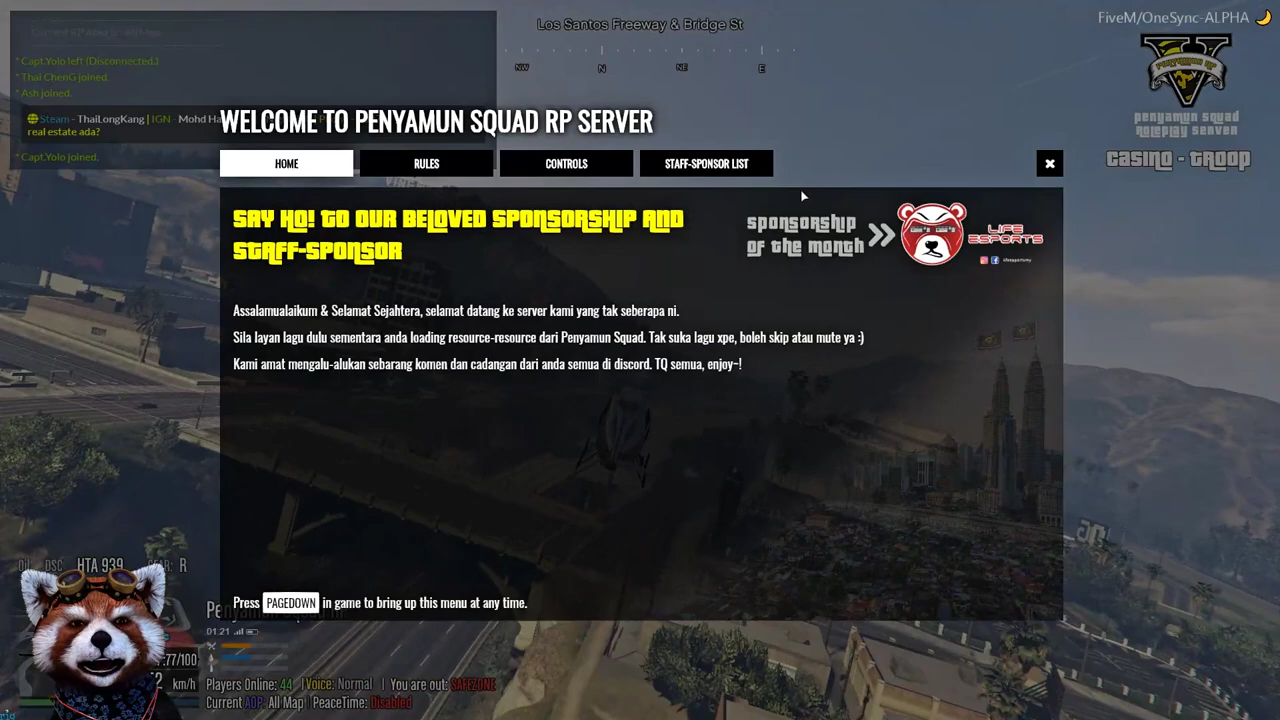 Los Santos Freeway & Bridge St
FiveM/OneSync-ALPHA
NW N NE E
* Capt.Yolo left (Disconnected.)
* Thai ChenG joined.
* Ash joined.
Steam - ThaiLongKang | IGN - Mohd Ha
real estate ada?
* Capt.Yolo joined.
penyamun squad
roleplay server
CASINO - TROOP
WELCOME TO PENYAMUN SQUAD RP SERVER
HOME RULES CONTROLS STAFF-SPONSOR LIST
SAY HO! TO OUR BELOVED SPONSORSHIP AND
STAFF-SPONSOR
sponsorship
of the month
LIFE
ESPORTS
Assalamualaikum & Selamat Sejahtera, selamat datang ke server kami yang tak seberapa ni.
Sila layan lagu dulu sementara anda loading resource-resource dari Penyamun Squad. Tak suka lagu xpe, boleh skip atau mute ya :)
Kami amat mengalu-alukan sebarang komen dan cadangan dari anda semua di discord. TQ semua, enjoy~!
Press PAGEDOWN in game to bring up this menu at any time.
DSC HTA 939 R
01:21
77/100
km/h
Players Online: 44 | Voice: Normal | You are out: SAFEZONE
Current AOP: All Map | PeaceTime: Disabled